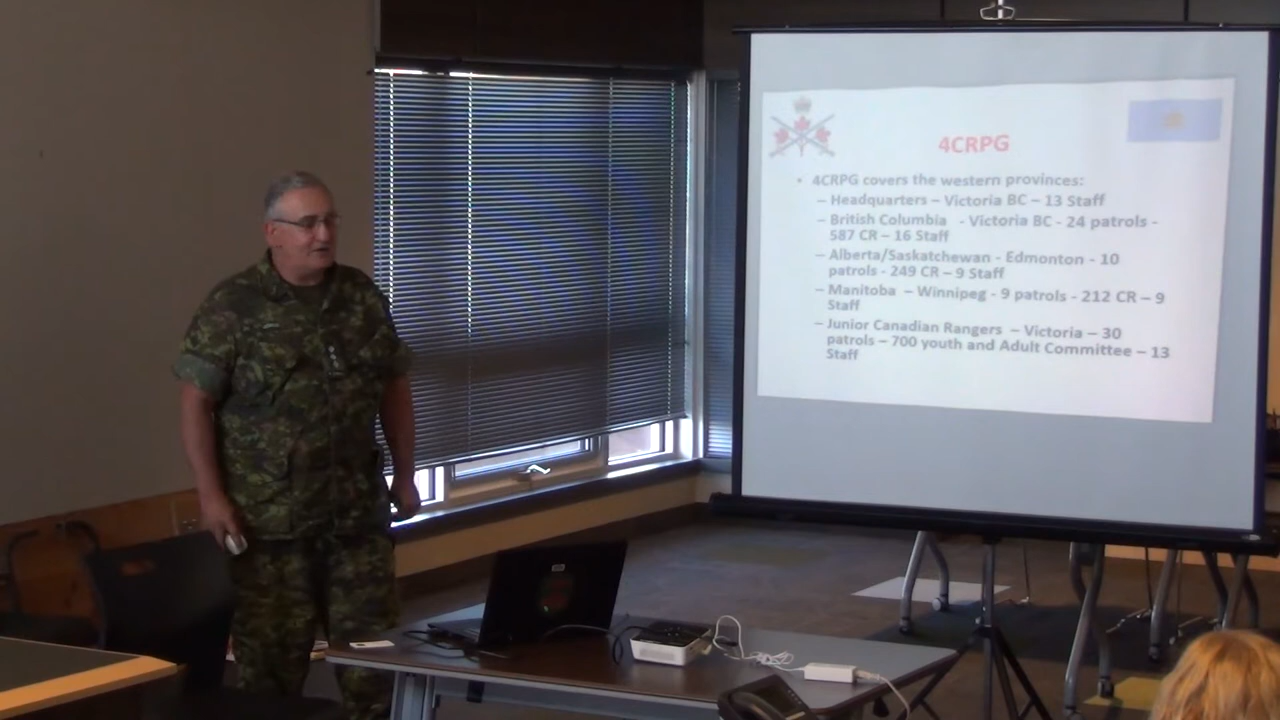 4CRPG
• 4CRPG covers the western provinces:
– Headquarters – Victoria BC – 13 Staff
– British Columbia - Victoria BC - 24 patrols -
587 CR – 16 Staff
– Alberta/Saskatchewan - Edmonton - 10
patrols - 249 CR – 9 Staff
– Manitoba – Winnipeg - 9 patrols - 212 CR – 9
Staff
– Junior Canadian Rangers – Victoria – 30
patrols – 700 youth and Adult Committee – 13
Staff